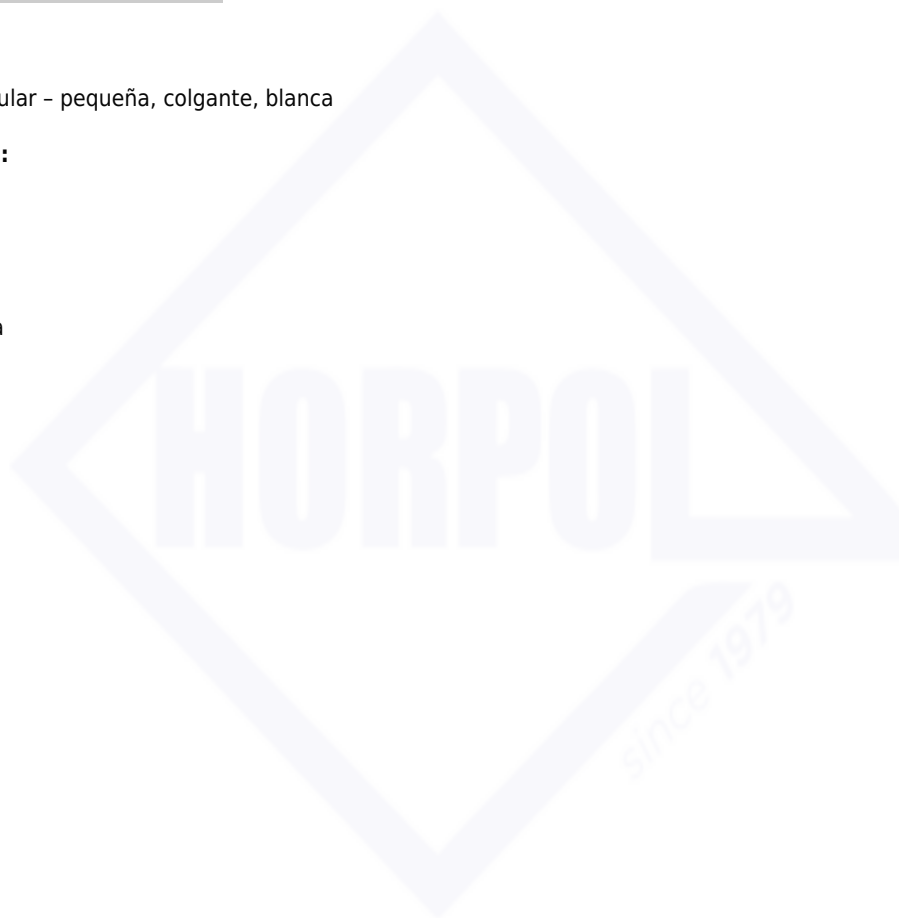 ular – pequeña, colgante, blanca
:
a
HORPOL
since 1979